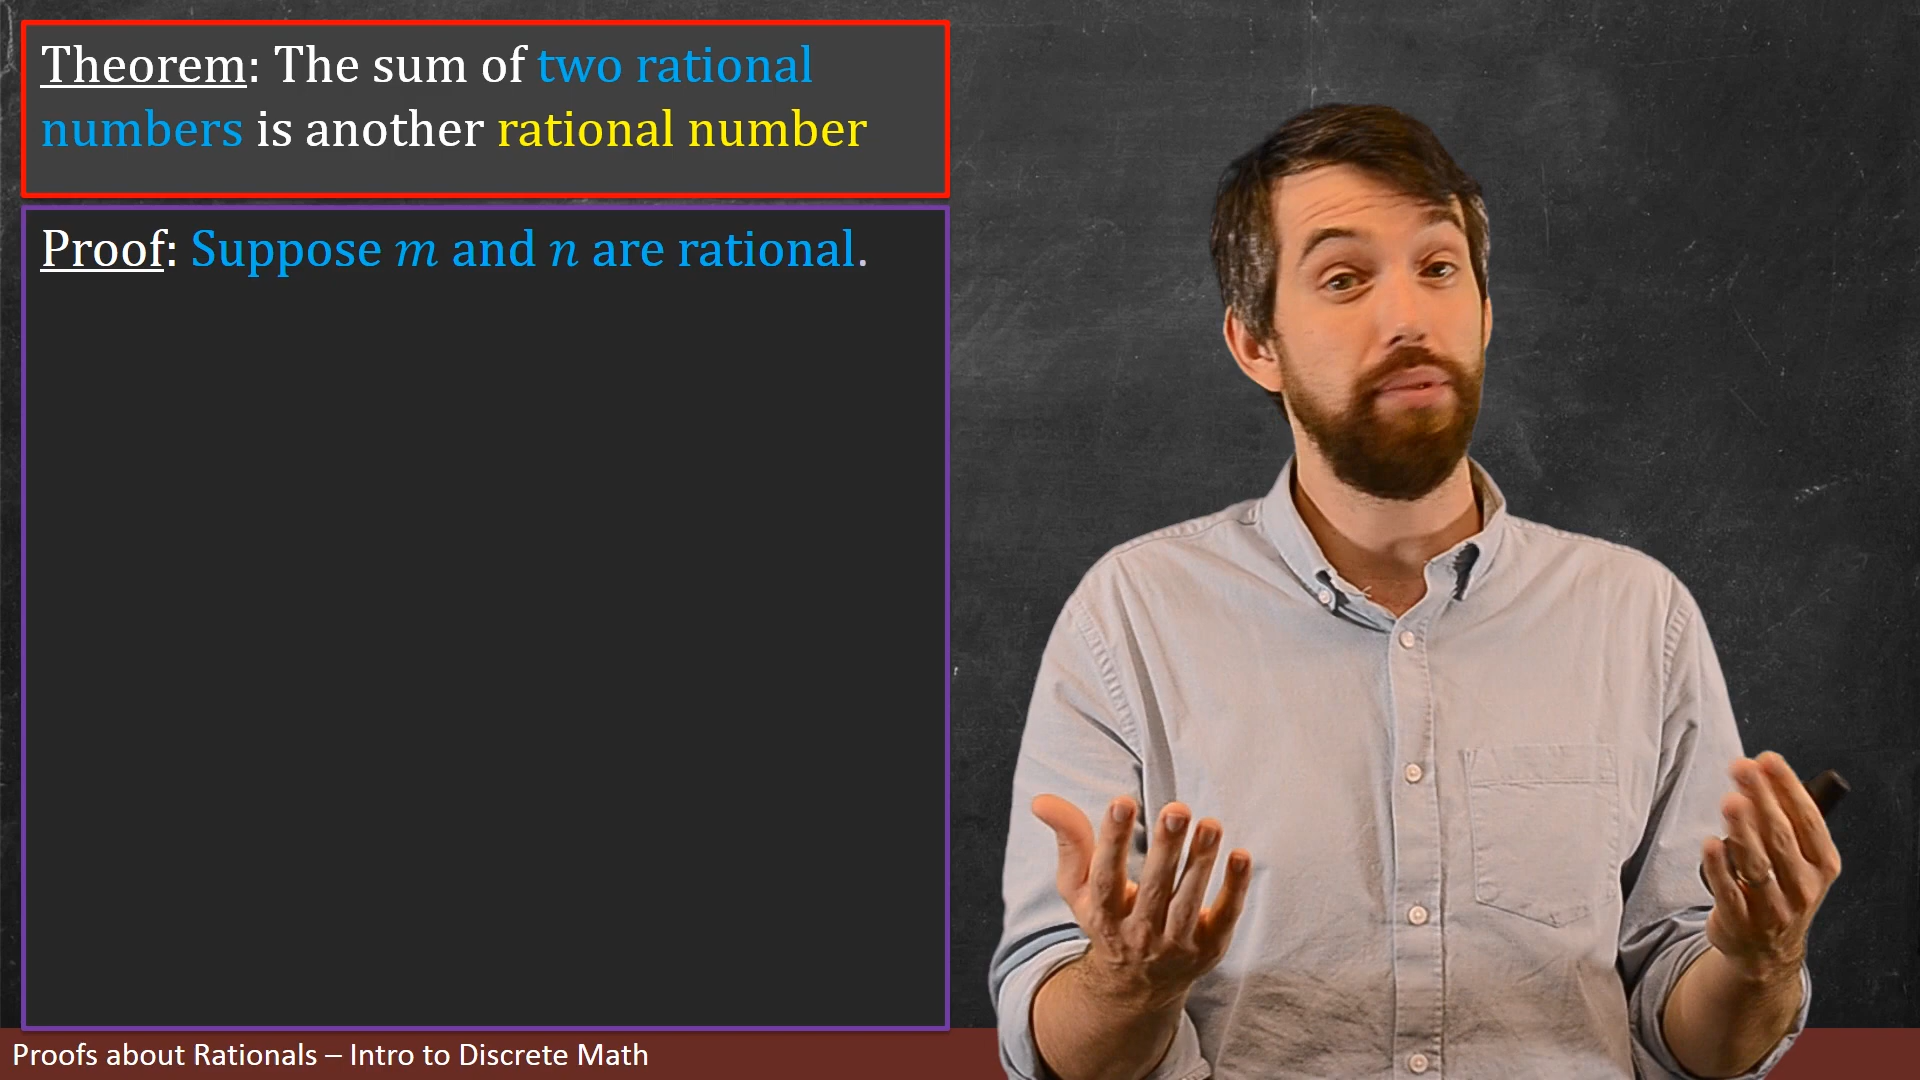 Theorem: The sum of two rational
numbers is another rational number
Proof: Suppose m and n are rational.
Proofs about Rationals – Intro to Discrete Math